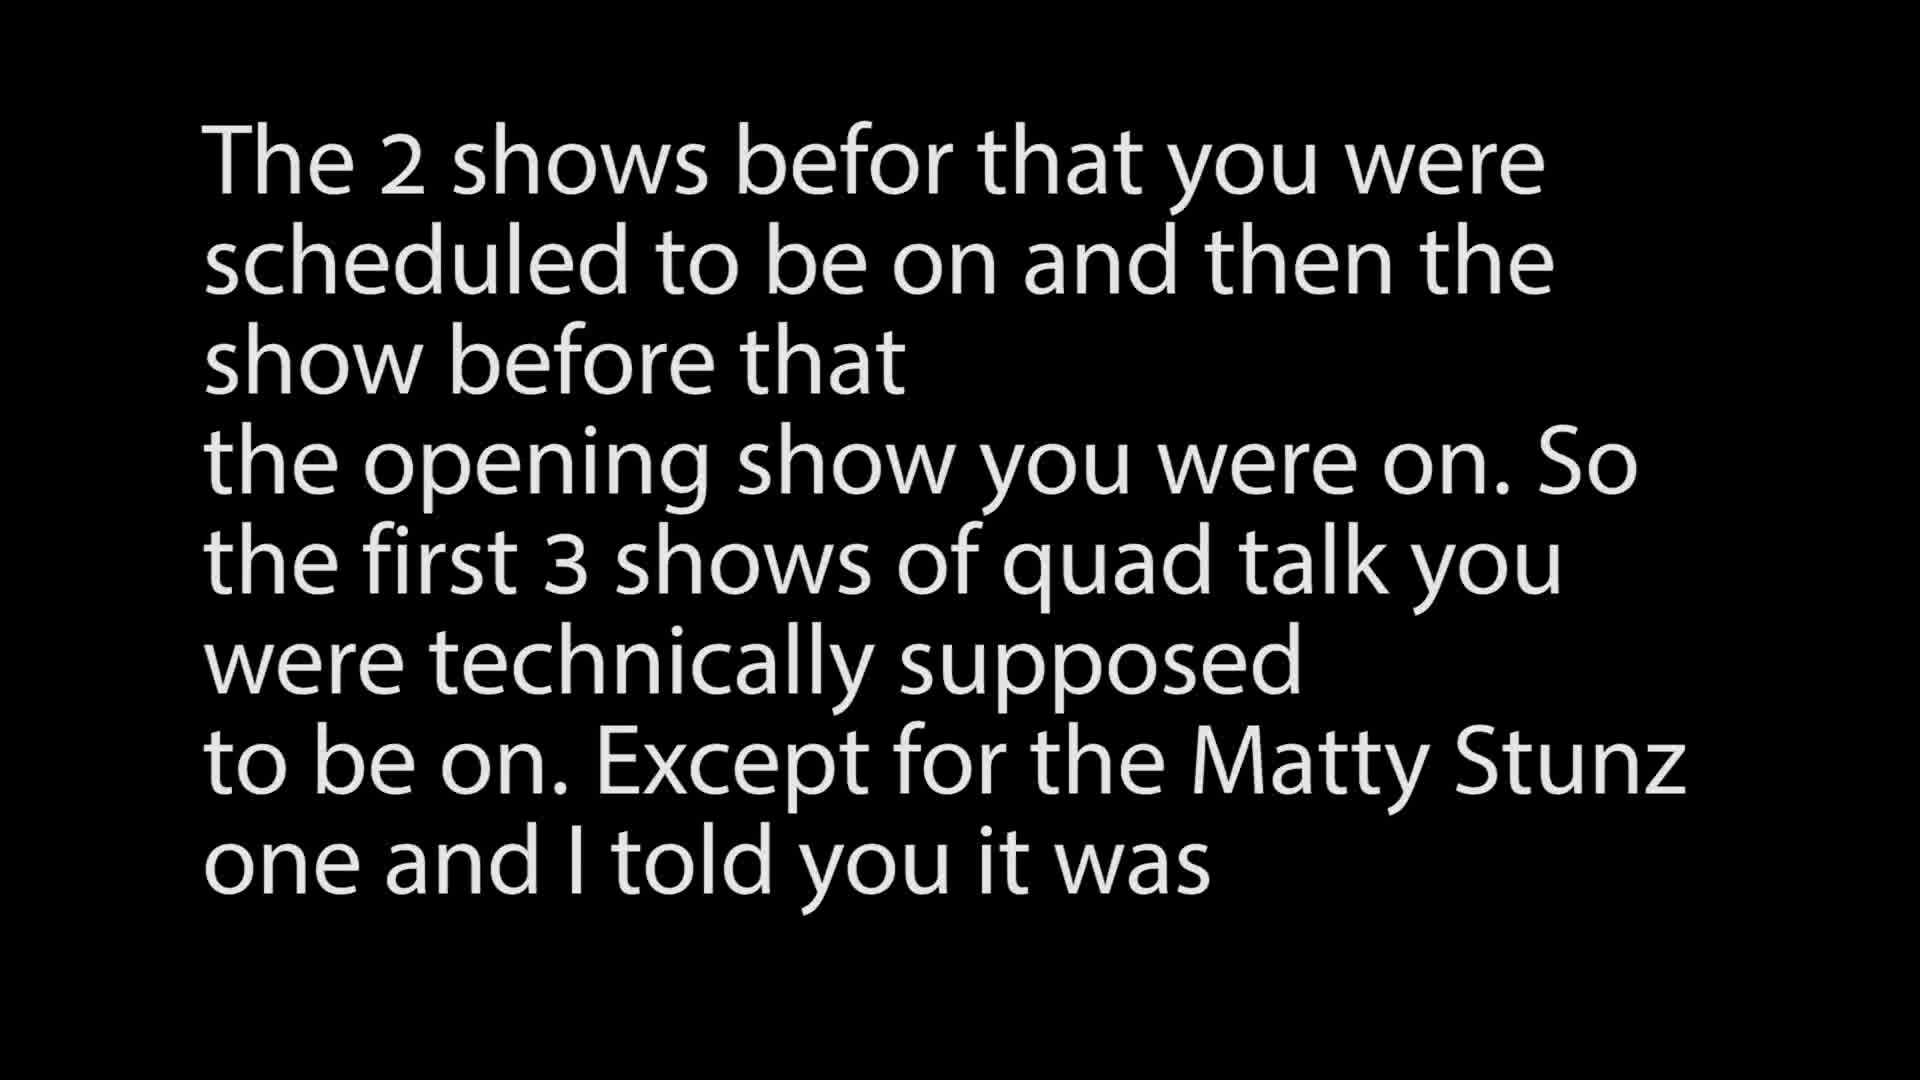 The 2 shows befor that you were
scheduled to be on and then the
show before that
the opening show you were on. So
the first 3 shows of quad talk you
were technically supposed
to be on. Except for the Matty Stunz
one and I told you it was